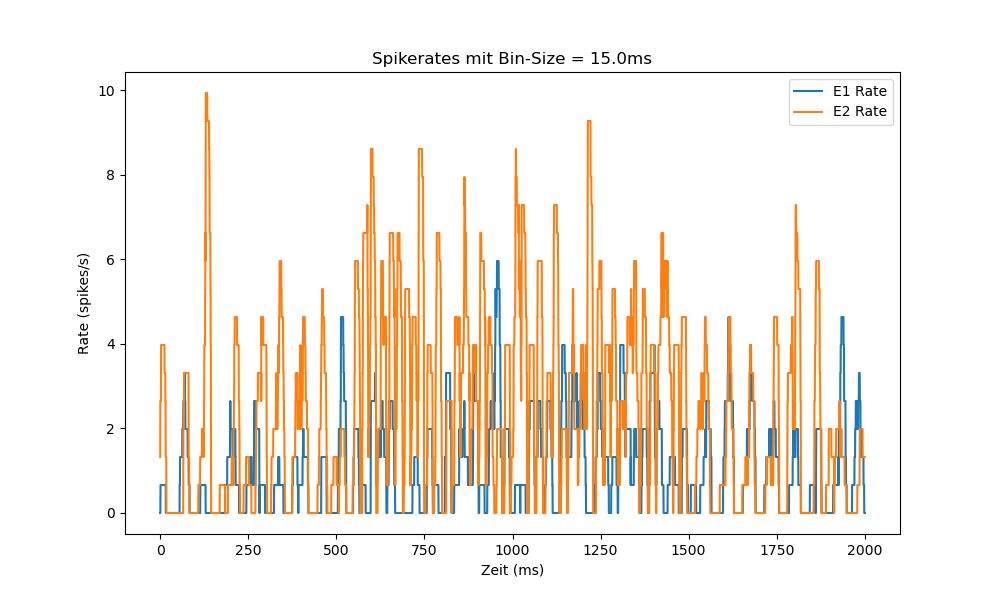 Spikerates mit Bin-Size = 15.0ms
E1 Rate
E2 Rate
10
8
6
4
2
0
Rate (spikes/s)
0 250 500 750 1000 1250 1500 1750 2000
Zeit (ms)